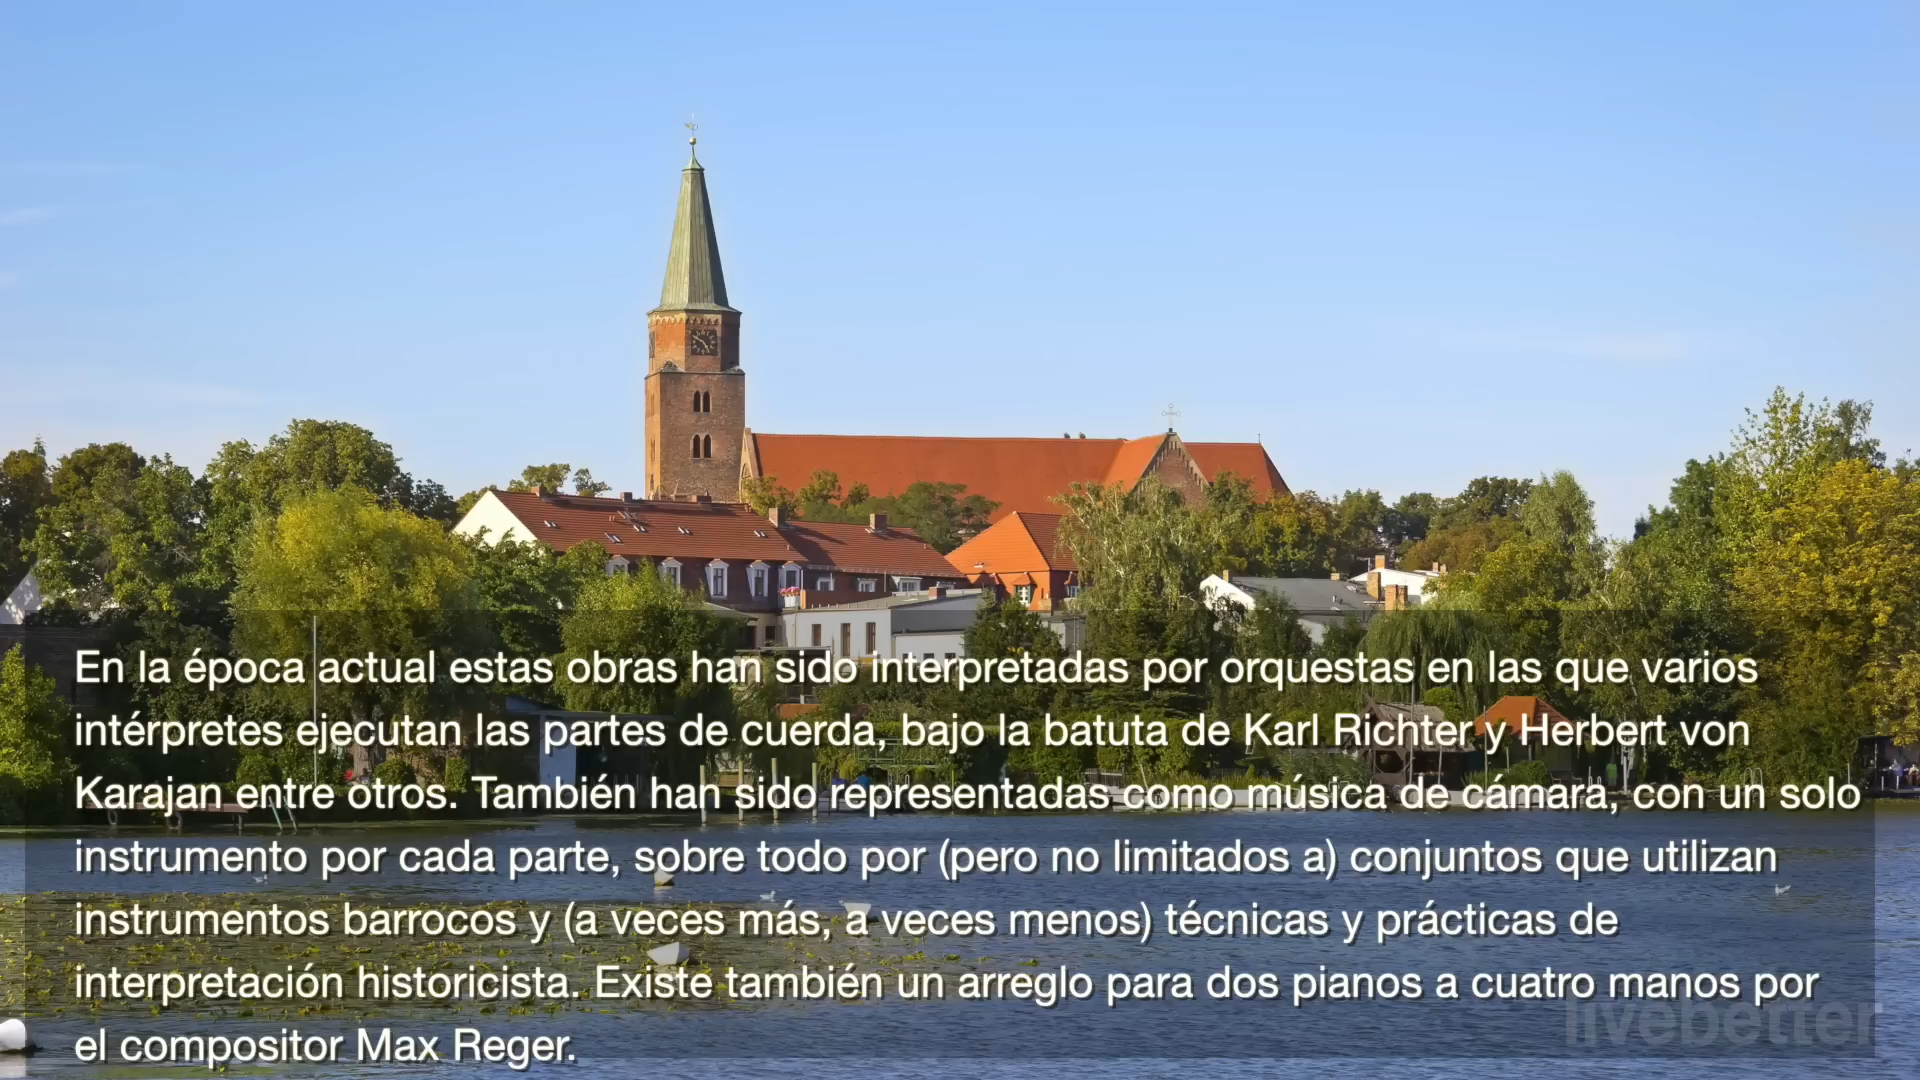 En la época actual estas obras han sido interpretadas por orquestas en las que varios
intérpretes ejecutan las partes de cuerda, bajo la batuta de Karl Richter y Herbert von
Karajan entre otros. También han sido representadas como música de cámara, con un solo
instrumento por cada parte, sobre todo por (pero no limitados a) conjuntos que utilizan
instrumentos barrocos y (a veces más, a veces menos) técnicas y prácticas de
interpretación historicista. Existe también un arreglo para dos pianos a cuatro manos por
el compositor Max Reger.
livebetter